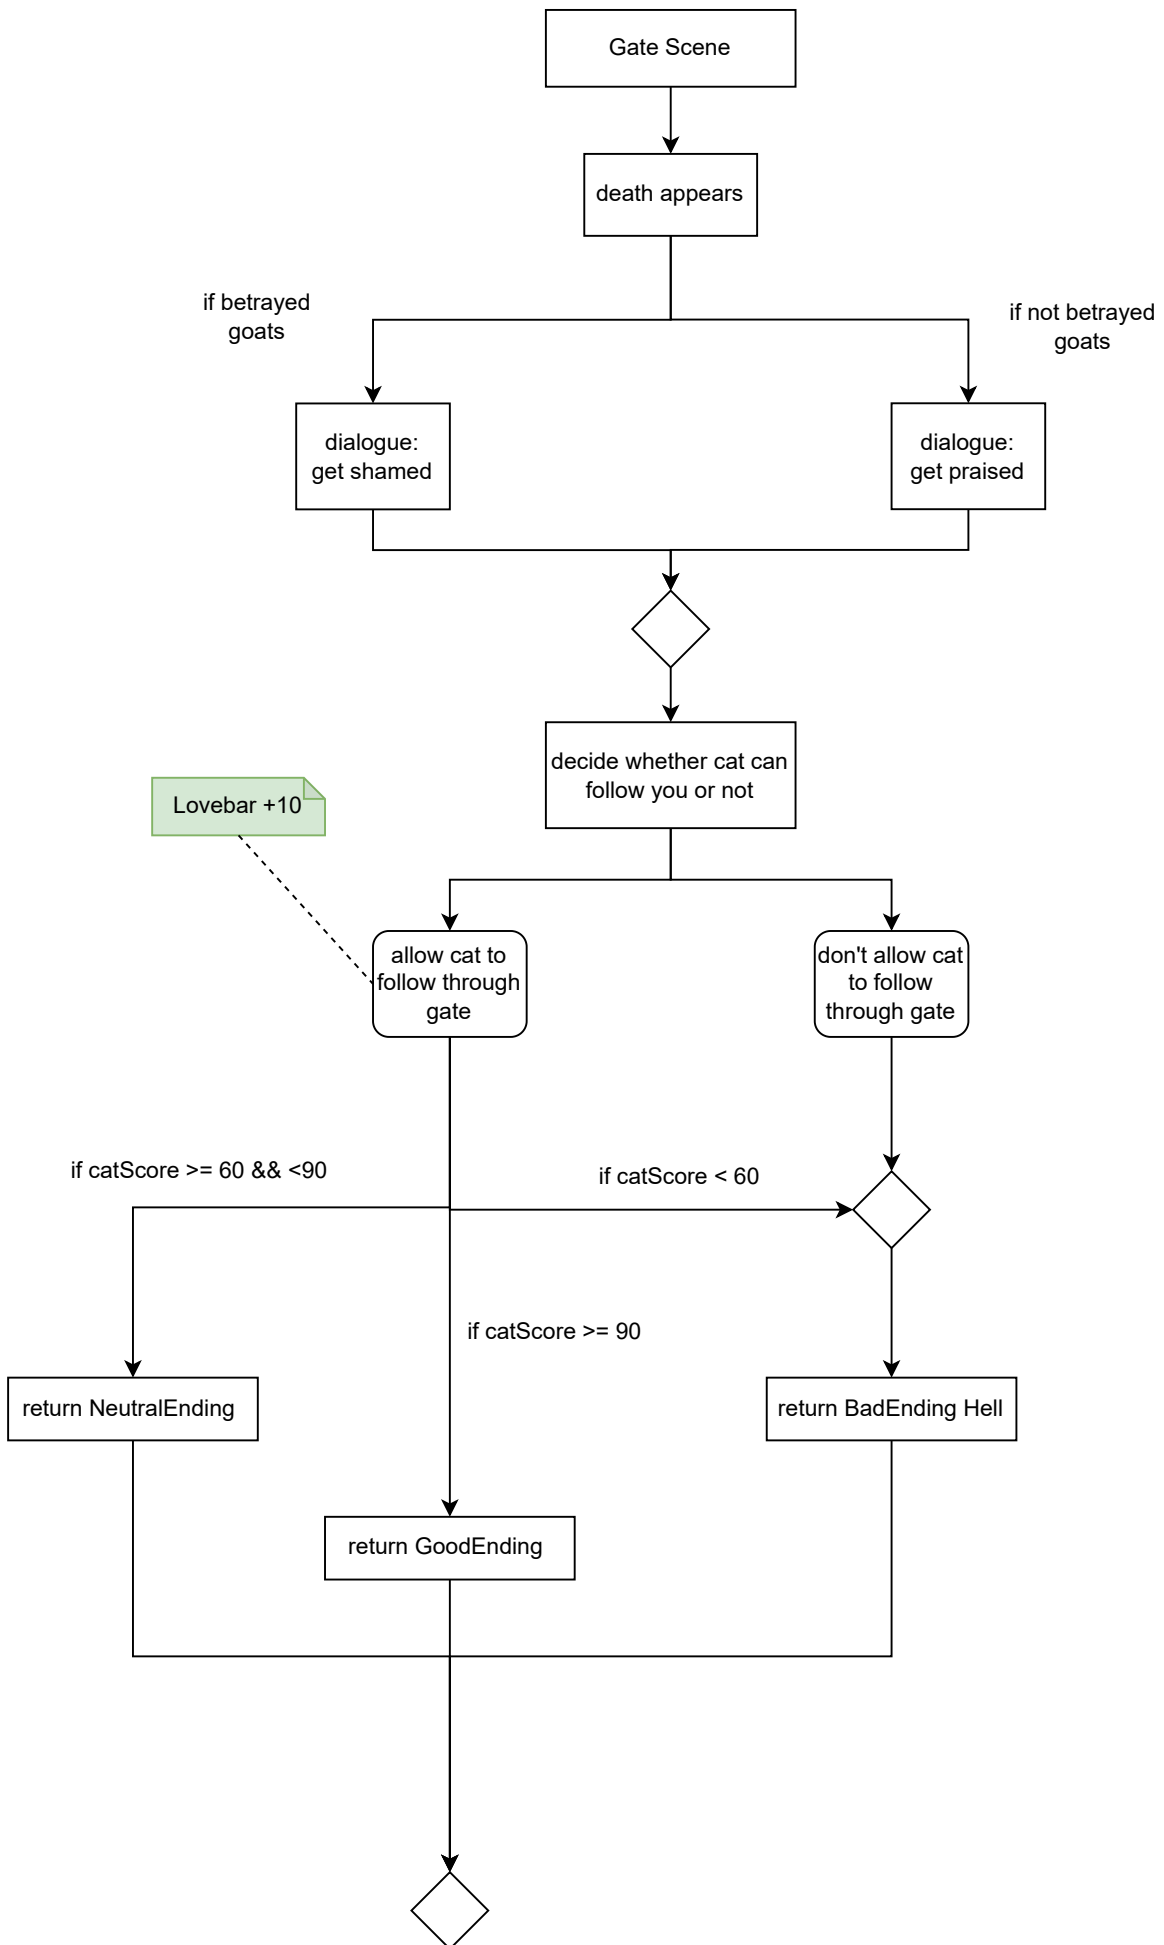 Gate Scene
death appears
if betrayed
goats
if not betrayed
goats
dialogue:
get shamed
dialogue:
get praised
decide whether cat can
follow you or not
Lovebar +10
allow cat to
follow through
gate
don't allow cat
to follow
through gate
if catScore >= 60 && <90
if catScore < 60
if catScore >= 90
return NeutralEnding
return BadEnding Hell
return GoodEnding